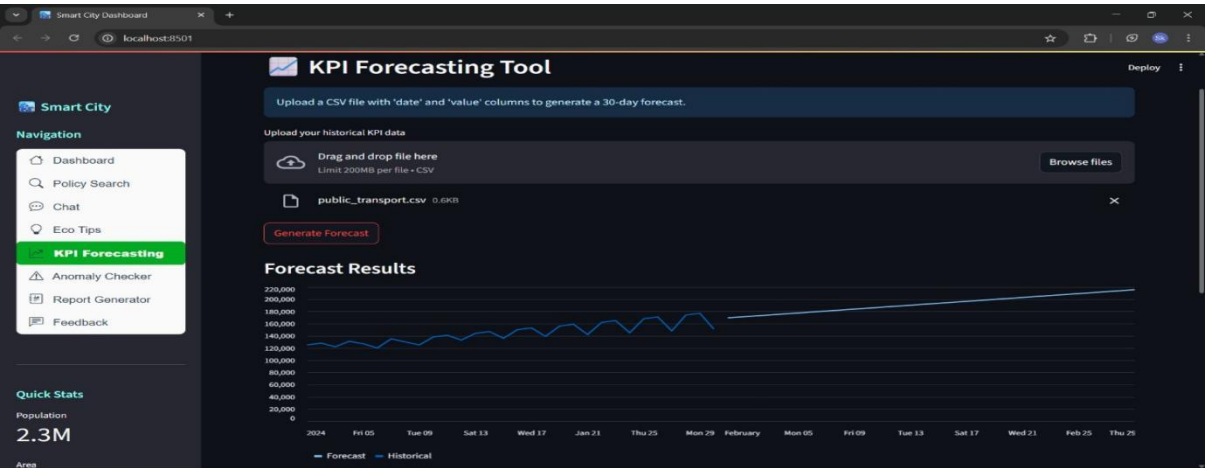 Smart City Dashboard
localhost:8501
Deploy
Smart City
Navigation
Dashboard
Policy Search
Chat
Eco Tips
KPI Forecasting
Anomaly Checker
Report Generator
Feedback
Quick Stats
Population
2.3M
Area
KPI Forecasting Tool
Upload a CSV file with 'date' and 'value' columns to generate a 30-day forecast.
Upload your historical KPI data
Drag and drop file here
Limit 200MB per file • CSV
Browse files
public_transport.csv 0.6KB
Generate Forecast
Forecast Results
220,000
200,000
180,000
160,000
140,000
120,000
100,000
80,000
60,000
40,000
20,000
0
2024 Fri 05 Tue 09 Sat 13 Wed 17 Jan 21 Thu 25 Mon 29 February Mon 05 Fri 09 Tue 13 Sat 17 Wed 21 Feb 25 Thu 29
Forecast Historical